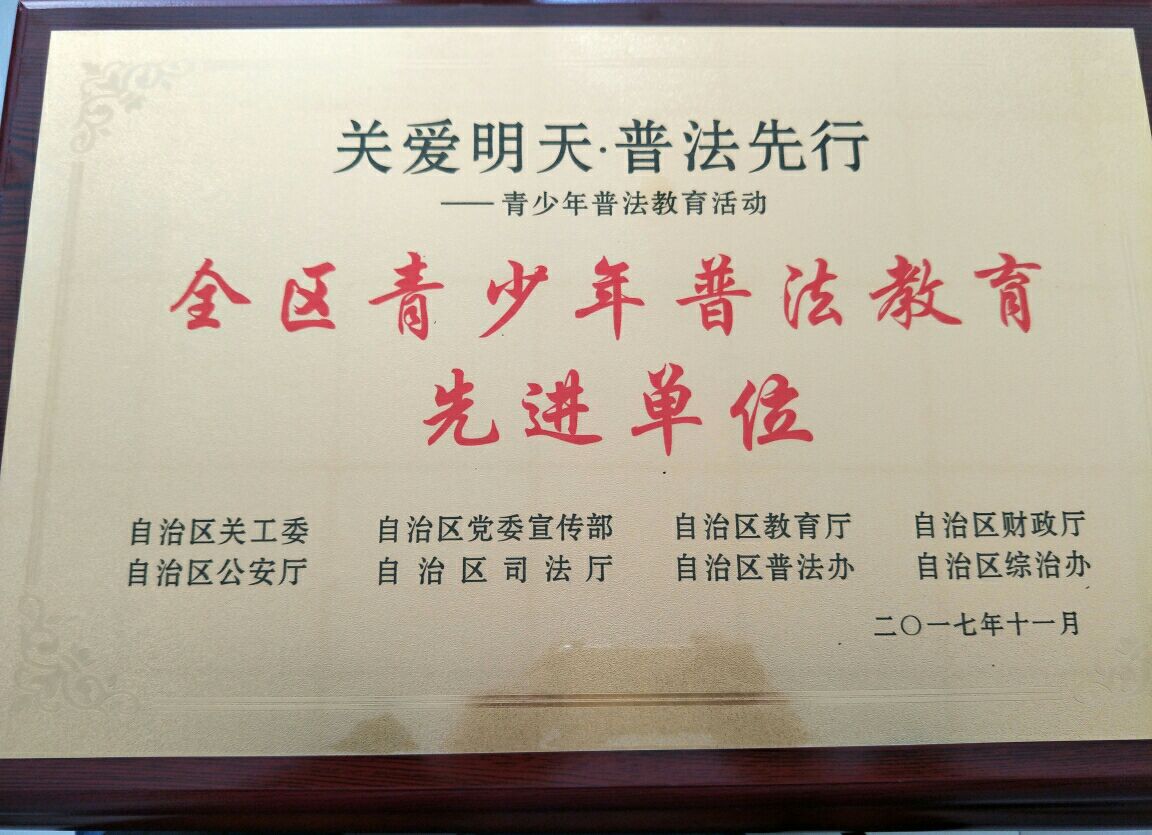 关爱明天·普法先行
——青少年普法教育活动
全区青少年普法教育
先进单位
自治区关工委 自治区党委宣传部 自治区教育厅 自治区财政厅
自治区公安厅 自治区司法厅 自治区普法办 自治区综治办
二〇一七年十一月